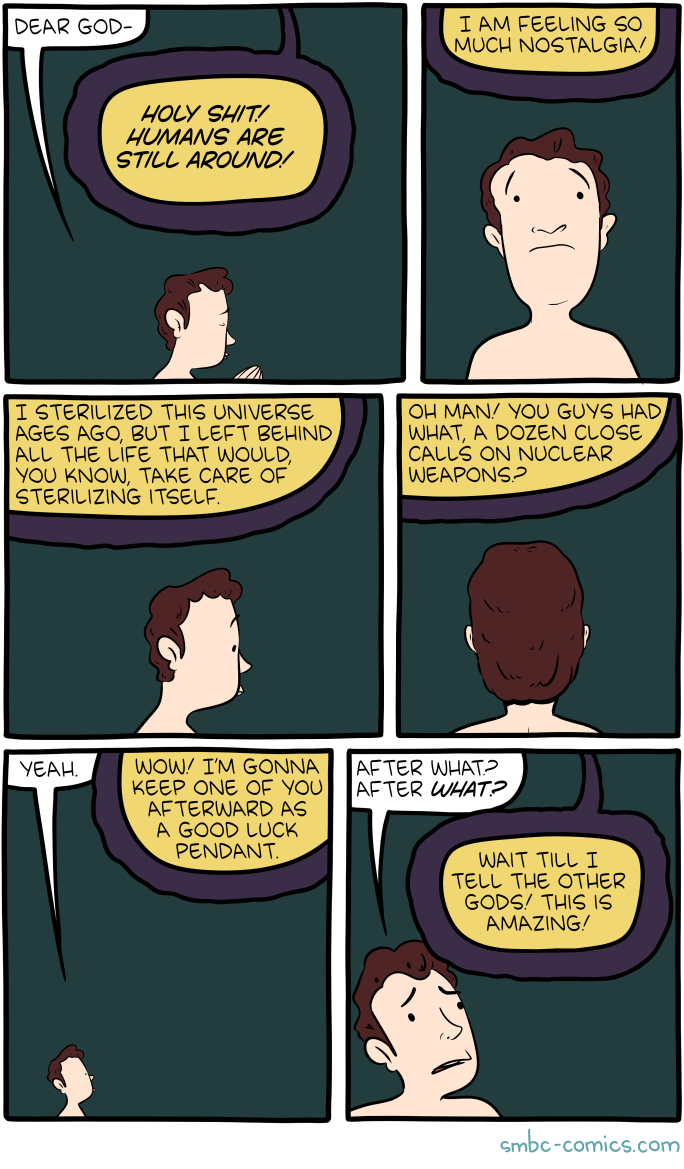 DEAR GOD-
HOLY SHIT!
HUMANS ARE
STILL AROUND!
I AM FEELING SO
MUCH NOSTALGIA!
I STERILIZED THIS UNIVERSE
AGES AGO, BUT I LEFT BEHIND
ALL THE LIFE THAT WOULD,
YOU KNOW, TAKE CARE OF
STERILIZING ITSELF.
OH MAN! YOU GUYS HAD
WHAT, A DOZEN CLOSE
CALLS ON NUCLEAR
WEAPONS?
YEAH.
WOW! I'M GONNA
KEEP ONE OF YOU
AFTERWARD AS
A GOOD LUCK
PENDANT.
AFTER WHAT?
AFTER WHAT?
WAIT TILL I
TELL THE OTHER
GODS! THIS IS
AMAZING!
smbc-comics.com